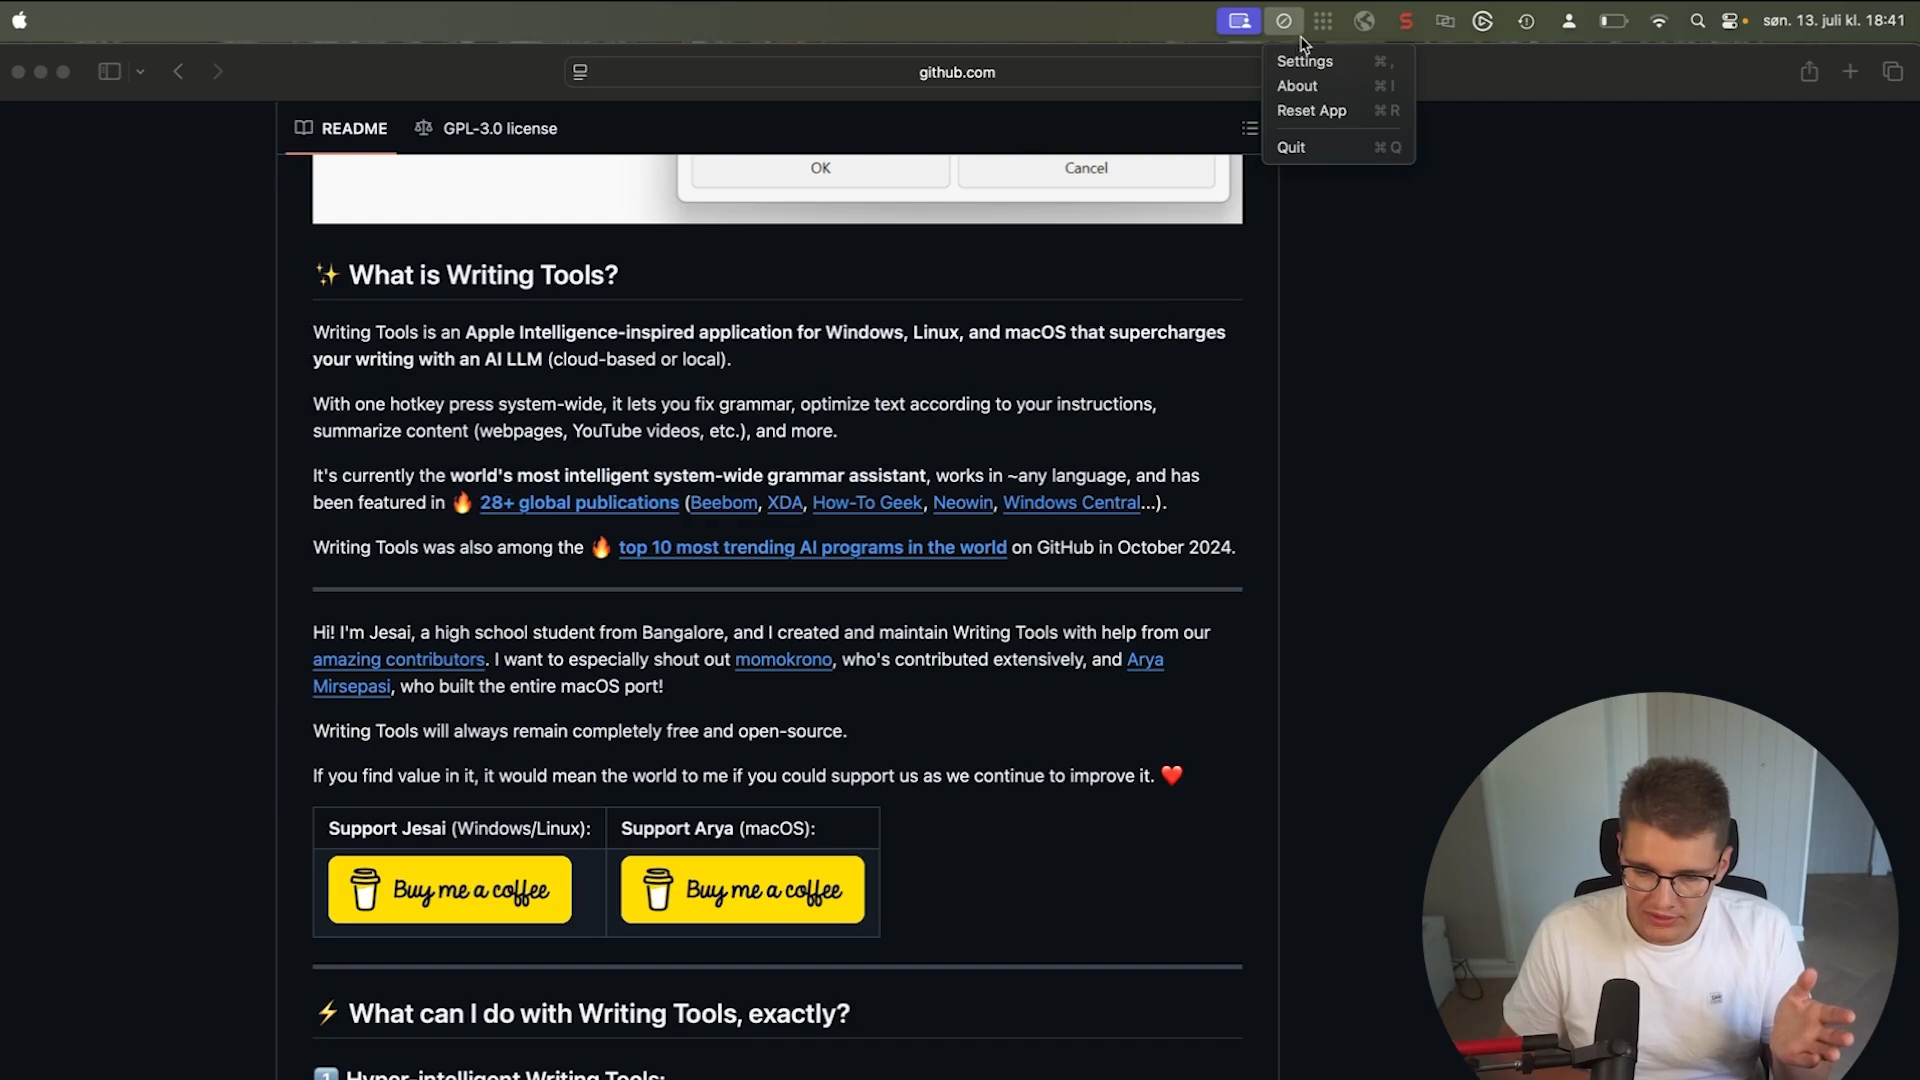 søn. 13. juli kl. 18:41
github.com
Settings ⌘ ,
About ⌘ I
Reset App ⌘ R
Quit ⌘ Q
README
GPL-3.0 license
OK
Cancel
✨ What is Writing Tools?
Writing Tools is an Apple Intelligence-inspired application for Windows, Linux, and macOS that supercharges
your writing with an AI LLM (cloud-based or local).
With one hotkey press system-wide, it lets you fix grammar, optimize text according to your instructions,
summarize content (webpages, YouTube videos, etc.), and more.
It's currently the world's most intelligent system-wide grammar assistant, works in ~any language, and has
been featured in 🔥 28+ global publications (Beebom, XDA, How-To Geek, Neowin, Windows Central...).
Writing Tools was also among the 🔥 top 10 most trending AI programs in the world on GitHub in October 2024.
Hi! I'm Jesai, a high school student from Bangalore, and I created and maintain Writing Tools with help from our
amazing contributors. I want to especially shout out momokrono, who's contributed extensively, and Arya
Mirsepasi, who built the entire macOS port!
Writing Tools will always remain completely free and open-source.
If you find value in it, it would mean the world to me if you could support us as we continue to improve it. ❤️
Support Jesai (Windows/Linux):
Support Arya (macOS):
Buy me a coffee
Buy me a coffee
⚡ What can I do with Writing Tools, exactly?
1️⃣ Hyper-intelligent Writing Tools: